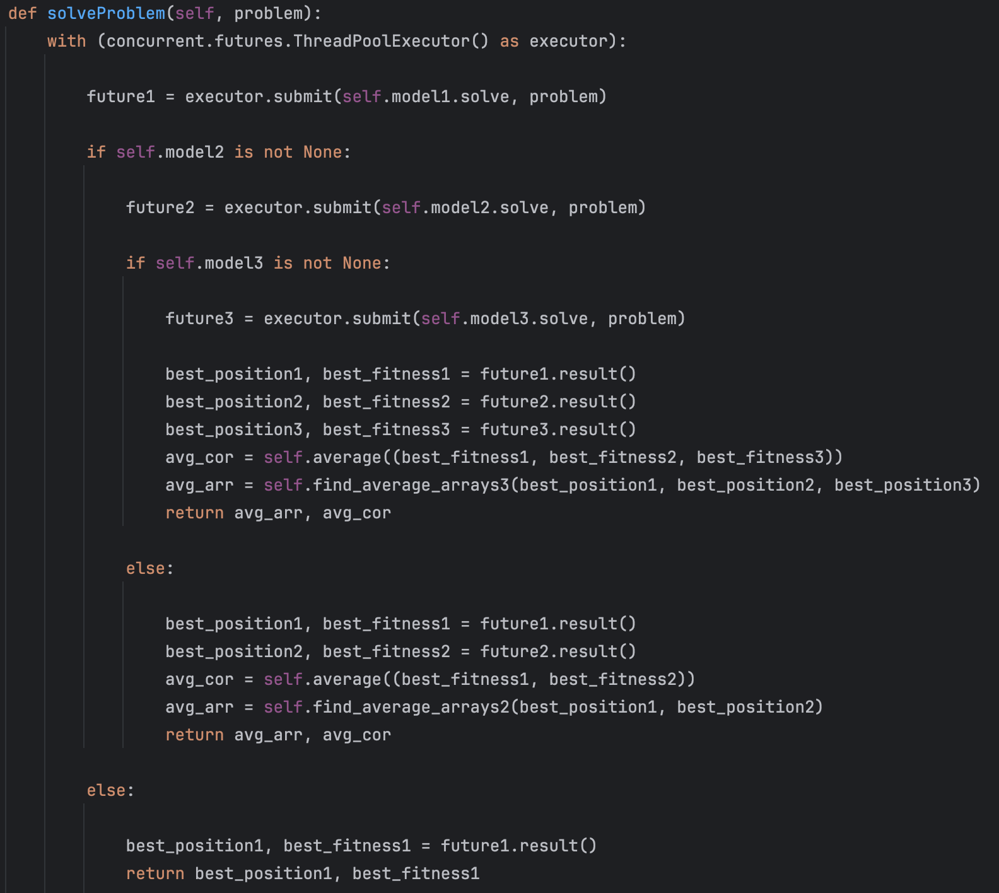 def solveProblem(self, problem):
    with (concurrent.futures.ThreadPoolExecutor() as executor):
        future1 = executor.submit(self.model1.solve, problem)
        if self.model2 is not None:
            future2 = executor.submit(self.model2.solve, problem)
            if self.model3 is not None:
                future3 = executor.submit(self.model3.solve, problem)
                best_position1, best_fitness1 = future1.result()
                best_position2, best_fitness2 = future2.result()
                best_position3, best_fitness3 = future3.result()
                avg_cor = self.average((best_fitness1, best_fitness2, best_fitness3))
                avg_arr = self.find_average_arrays3(best_position1, best_position2, best_position3)
                return avg_arr, avg_cor
            else:
                best_position1, best_fitness1 = future1.result()
                best_position2, best_fitness2 = future2.result()
                avg_cor = self.average((best_fitness1, best_fitness2))
                avg_arr = self.find_average_arrays2(best_position1, best_position2)
                return avg_arr, avg_cor
        else:
            best_position1, best_fitness1 = future1.result()
            return best_position1, best_fitness1